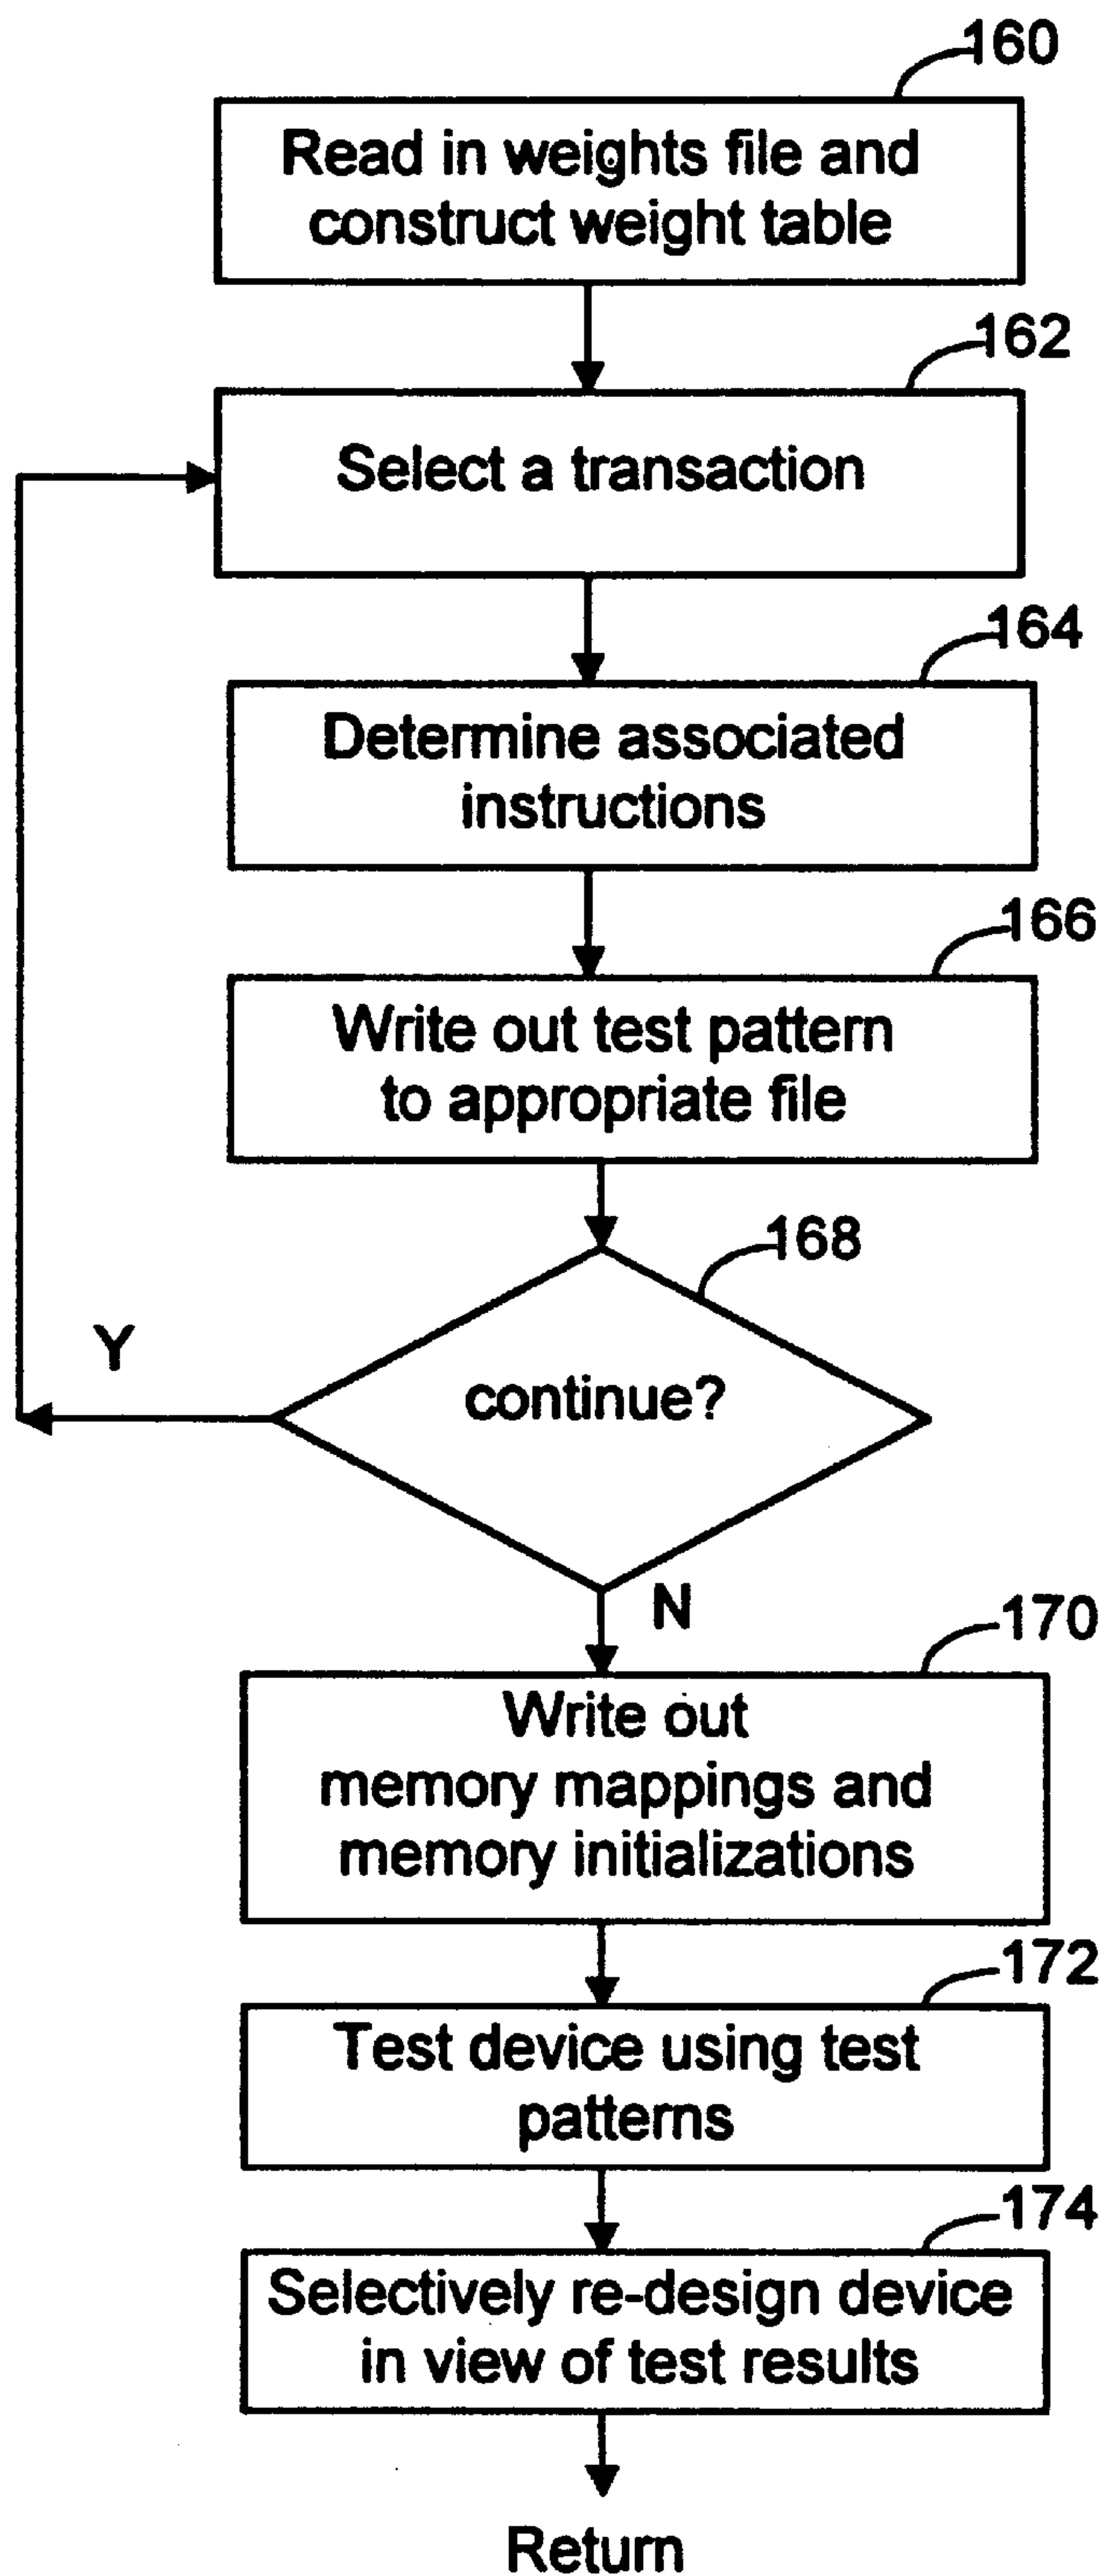 160
Read in weights file and
construct weight table
162
Select a transaction
164
Determine associated
instructions
166
Write out test pattern
to appropriate file
168
Y
continue?
N
170
Write out
memory mappings and
memory initializations
172
Test device using test
patterns
174
Selectively re-design device
in view of test results
Return